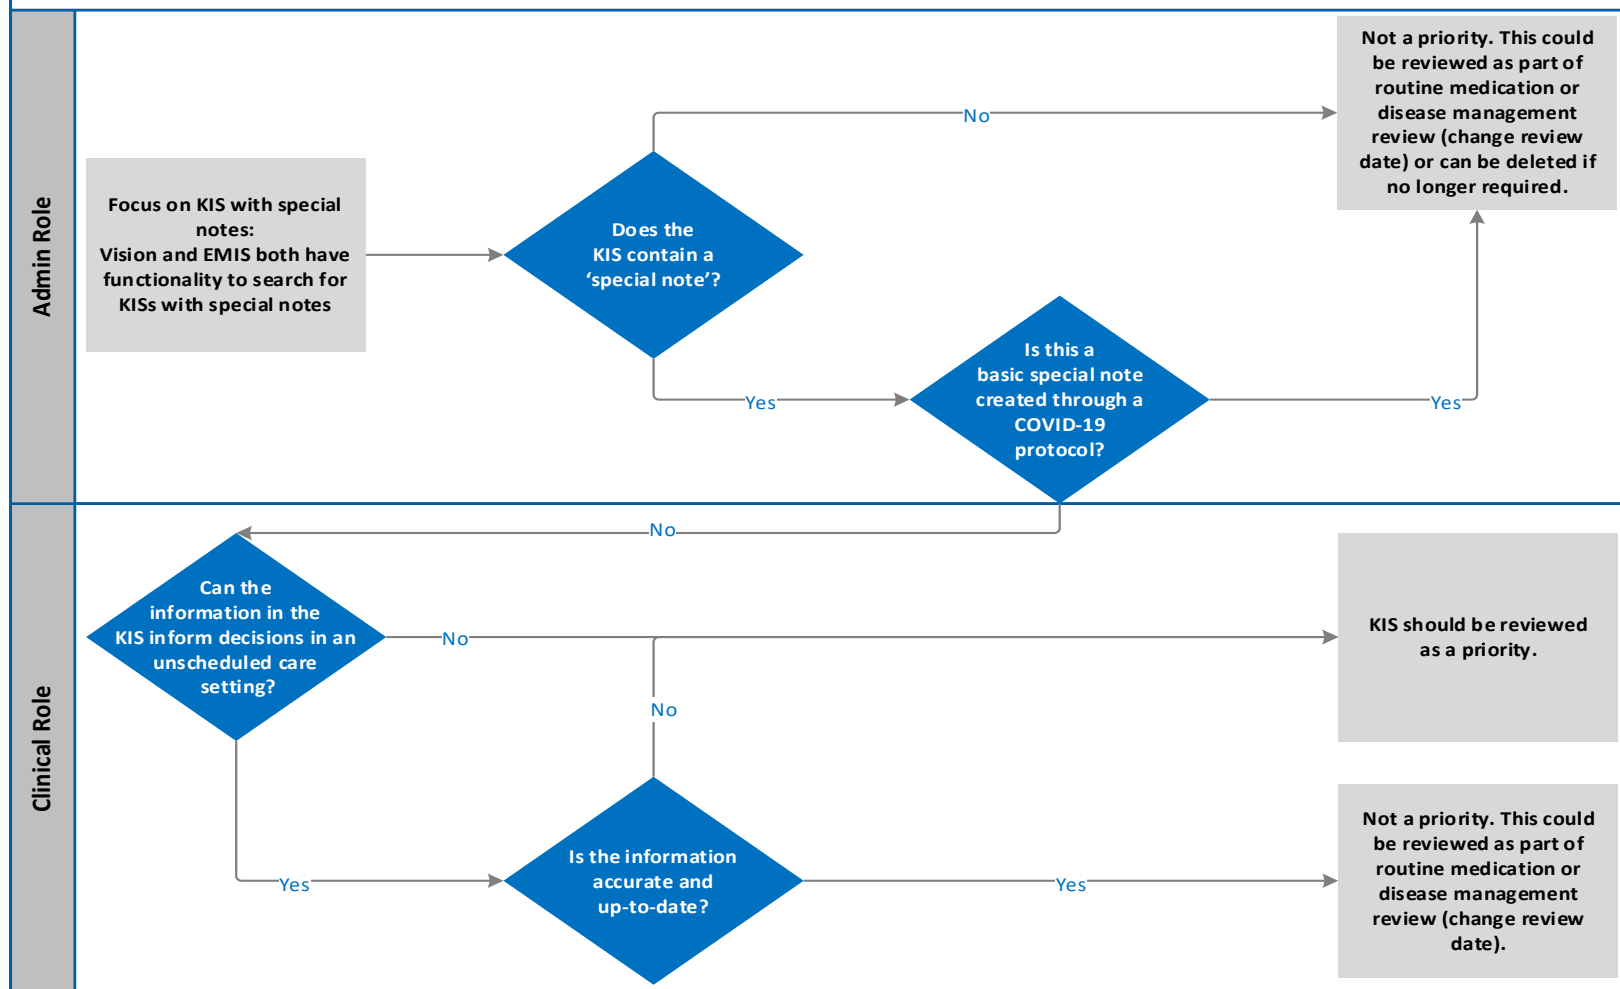 Admin Role
Focus on KIS with special
notes:
Vision and EMIS both have
functionality to search for
KISs with special notes
Does the
KIS contain a
‘special note’?
No
Not a priority. This could
be reviewed as part of
routine medication or
disease management
review (change review
date) or can be deleted if
no longer required.
Yes
Is this a
basic special note
created through a
COVID-19
protocol?
Yes
No
Clinical Role
Can the
information in the
KIS inform decisions in an
unscheduled care
setting?
No
KIS should be reviewed
as a priority.
No
Yes
Is the information
accurate and
up-to-date?
Yes
Not a priority. This could
be reviewed as part of
routine medication or
disease management
review (change review
date).